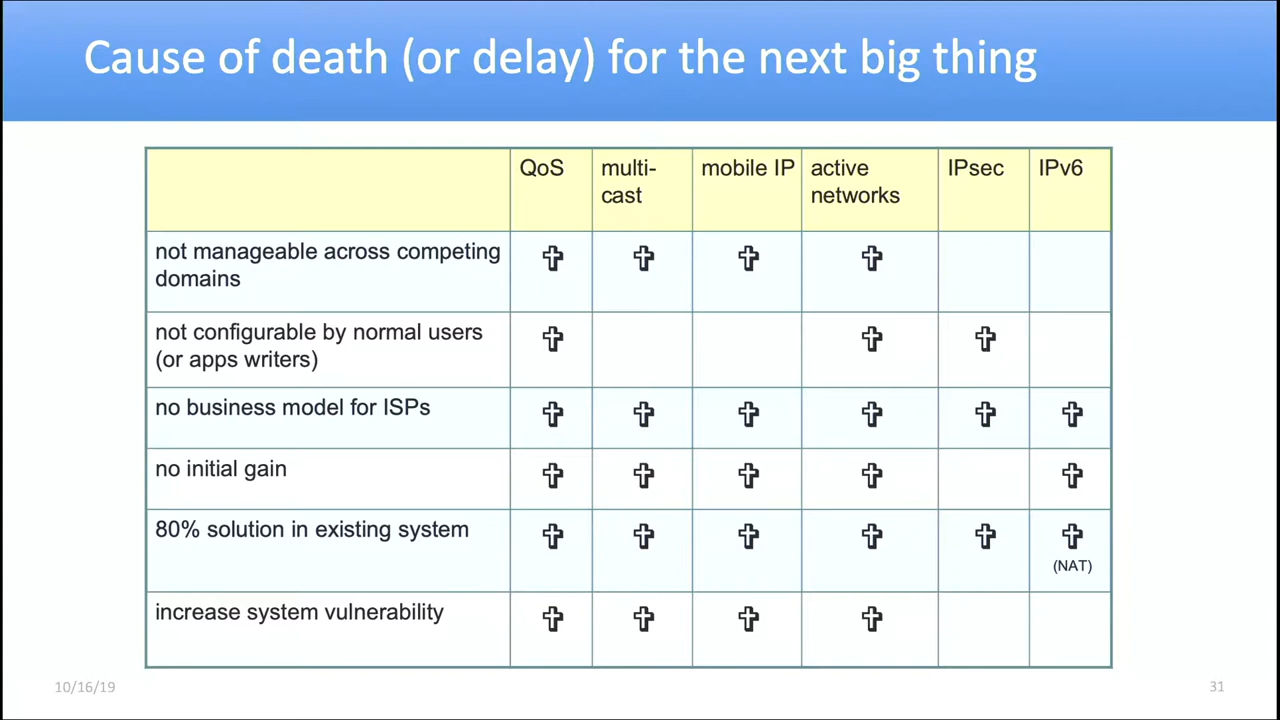 Cause of death (or delay) for the next big thing
QoS
multi-
cast
mobile IP
active
networks
IPsec
IPv6
not manageable across competing
domains
✞ ✞ ✞ ✞
not configurable by normal users
(or apps writers)
✞ ✞ ✞
no business model for ISPs
✞ ✞ ✞ ✞ ✞ ✞
no initial gain
✞ ✞ ✞ ✞ ✞
80% solution in existing system
✞ ✞ ✞ ✞ ✞ ✞
(NAT)
increase system vulnerability
✞ ✞ ✞ ✞
10/16/19
31